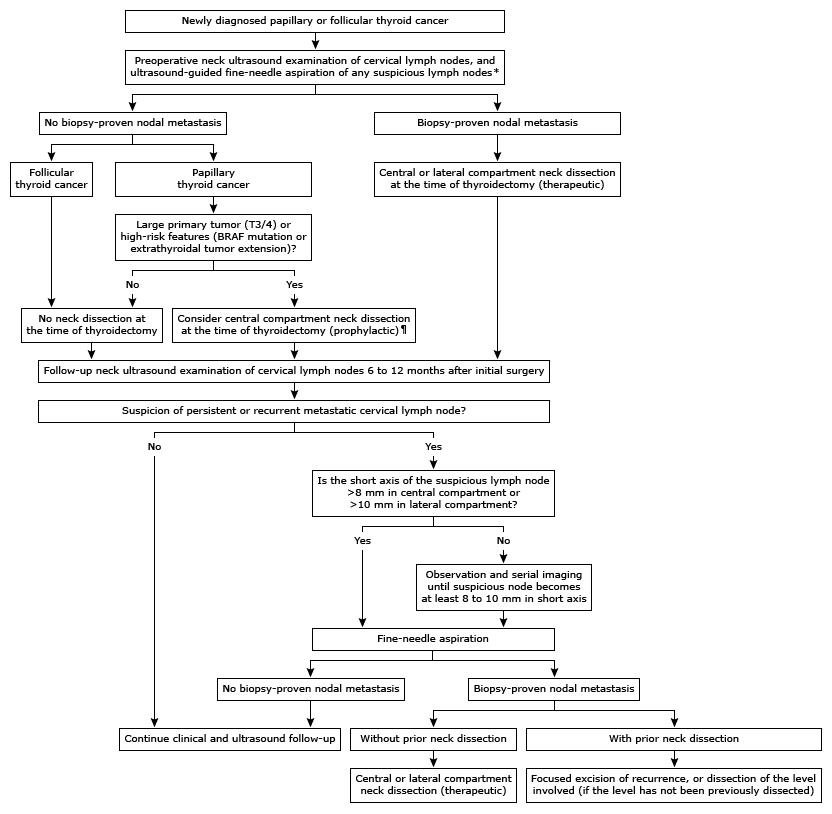 Newly diagnosed papillary or follicular thyroid cancer
Preoperative neck ultrasound examination of cervical lymph nodes, and
ultrasound-guided fine-needle aspiration of any suspicious lymph nodes*
No biopsy-proven nodal metastasis
Biopsy-proven nodal metastasis
Follicular
thyroid cancer
Papillary
thyroid cancer
Central or lateral compartment neck dissection
at the time of thyroidectomy (therapeutic)
Large primary tumor (T3/4) or
high-risk features (BRAF mutation or
extrathyroidal tumor extension)?
No
Yes
No neck dissection at
the time of thyroidectomy
Consider central compartment neck dissection
at the time of thyroidectomy (prophylactic)¶
Follow-up neck ultrasound examination of cervical lymph nodes 6 to 12 months after initial surgery
Suspicion of persistent or recurrent metastatic cervical lymph node?
No
Yes
Is the short axis of the suspicious lymph node
>8 mm in central compartment or
>10 mm in lateral compartment?
Yes
No
Observation and serial imaging
until suspicious node becomes
at least 8 to 10 mm in short axis
Fine-needle aspiration
No biopsy-proven nodal metastasis
Biopsy-proven nodal metastasis
Continue clinical and ultrasound follow-up
Without prior neck dissection
With prior neck dissection
Central or lateral compartment
neck dissection (therapeutic)
Focused excision of recurrence, or dissection of the level
involved (if the level has not been previously dissected)